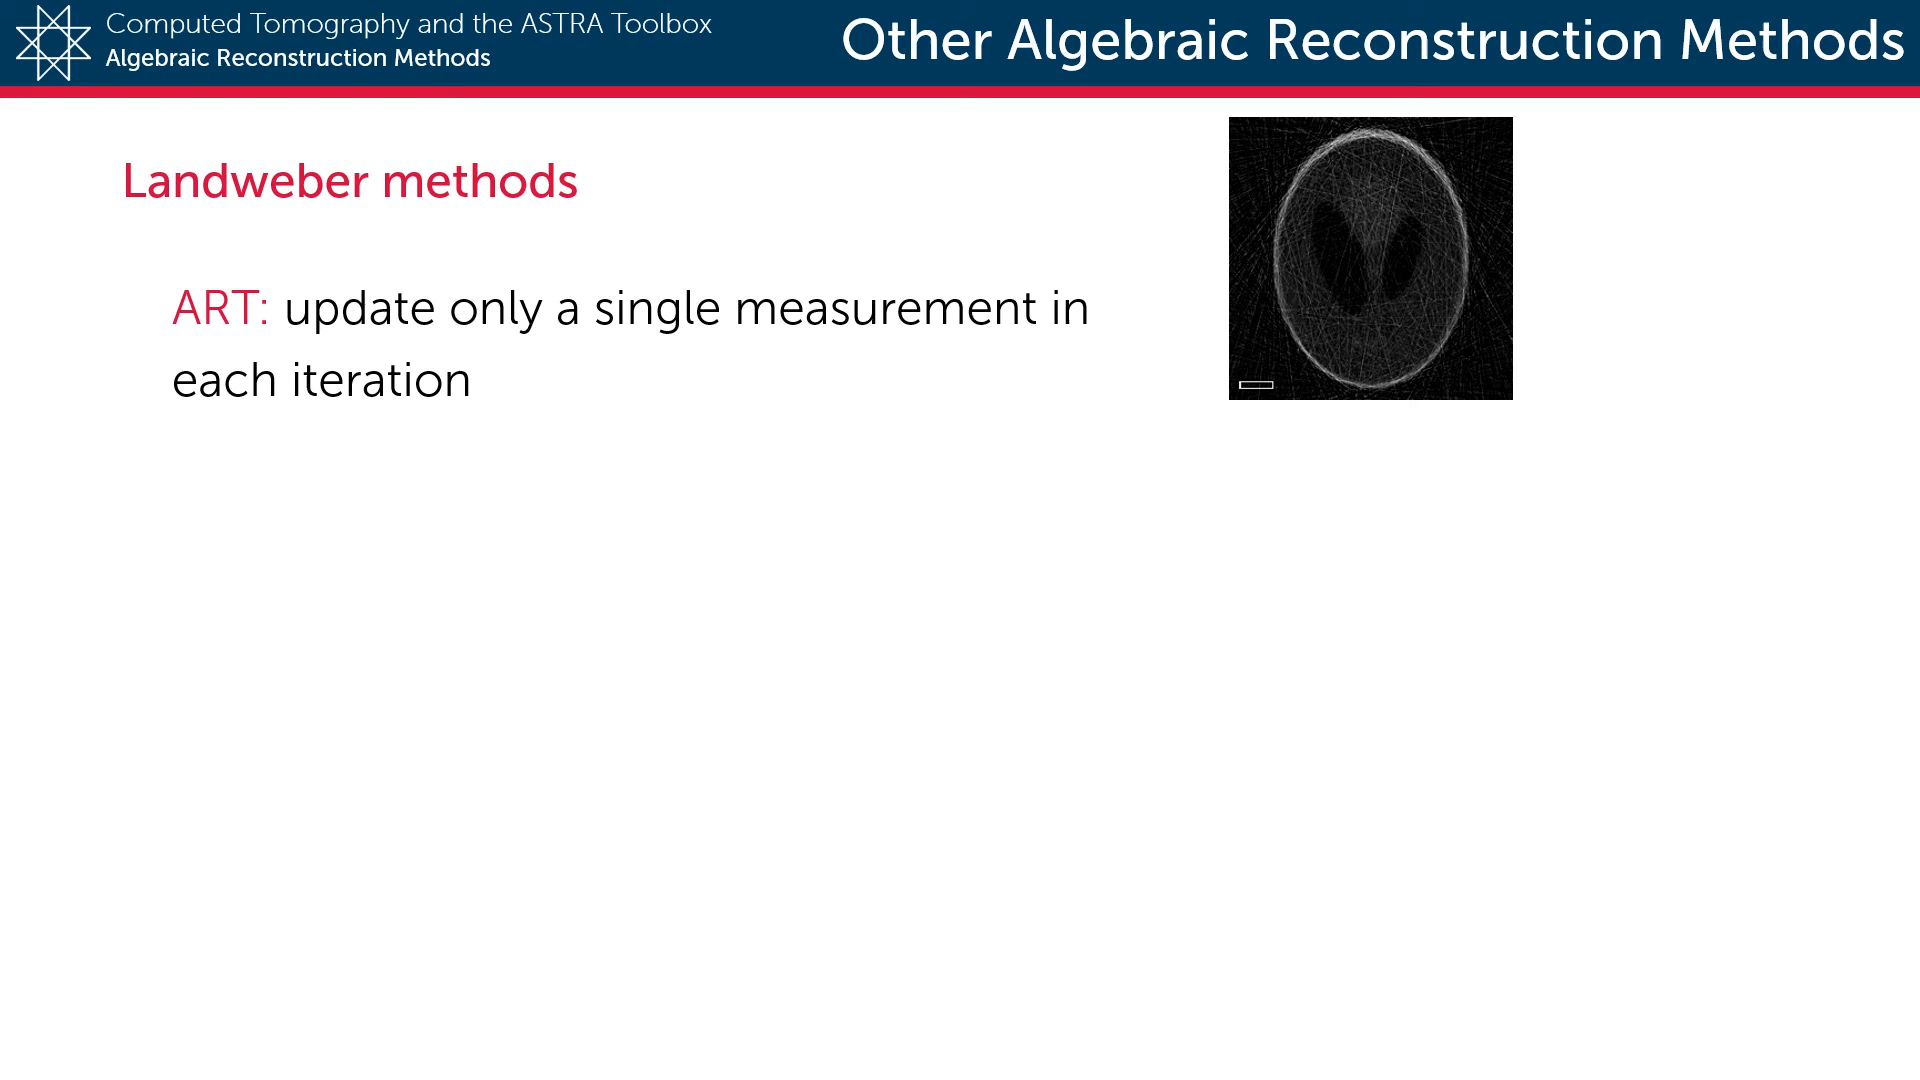 Computed Tomography and the ASTRA Toolbox
Algebraic Reconstruction Methods
Other Algebraic Reconstruction Methods
Landweber methods
ART: update only a single measurement in
each iteration